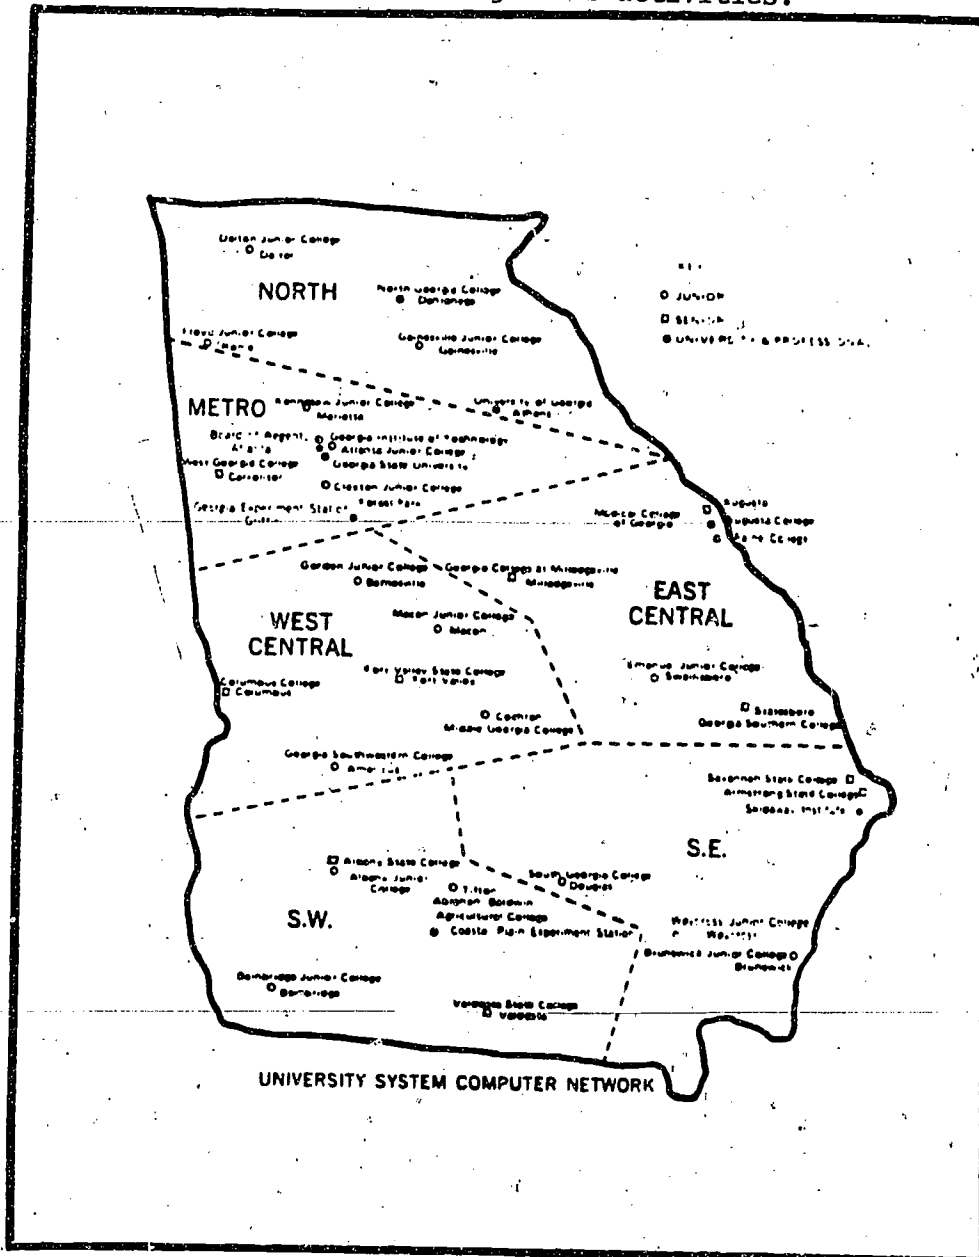 activities.
KEY
JUNIOR
SENIOR
UNIVERSITY & PROFESSIONAL
Dalton Junior College
Dalton
NORTH
North Georgia College
Dahlonega
Floyd Junior College
Rome
Gainesville Junior College
Gainesville
METRO
Kennesaw Junior College
Marietta
University of Georgia
Athens
Board of Regents
Atlanta
Georgia Institute of Technology
Atlanta Junior College
Georgia State University
West Georgia College
Carrollton
Clayton Junior College
Forest Park
Georgia Experiment Station
Griffin
Medical College
of Georgia
Augusta
Augusta College
Paine College
Gordon Junior College
Barnesville
Georgia College at Milledgeville
Milledgeville
EAST
CENTRAL
WEST
CENTRAL
Macon Junior College
Macon
Fort Valley State College
Fort Valley
Emanuel Junior College
Swainsboro
Columbus College
Columbus
Cochran
Middle Georgia College
Statesboro
Georgia Southern College
Georgia Southwestern College
Americus
Savannah State College
Armstrong State College
Skidaway Institute
S.E.
Albany State College
Albany Junior
College
South Georgia College
Douglas
Tifton
Abraham Baldwin
Agricultural College
Coastal Plain Experiment Station
S.W.
Waycross Junior College
Waycross
Brunswick Junior College
Brunswick
Bainbridge Junior College
Bainbridge
Valdosta State College
Valdosta
UNIVERSITY SYSTEM COMPUTER NETWORK